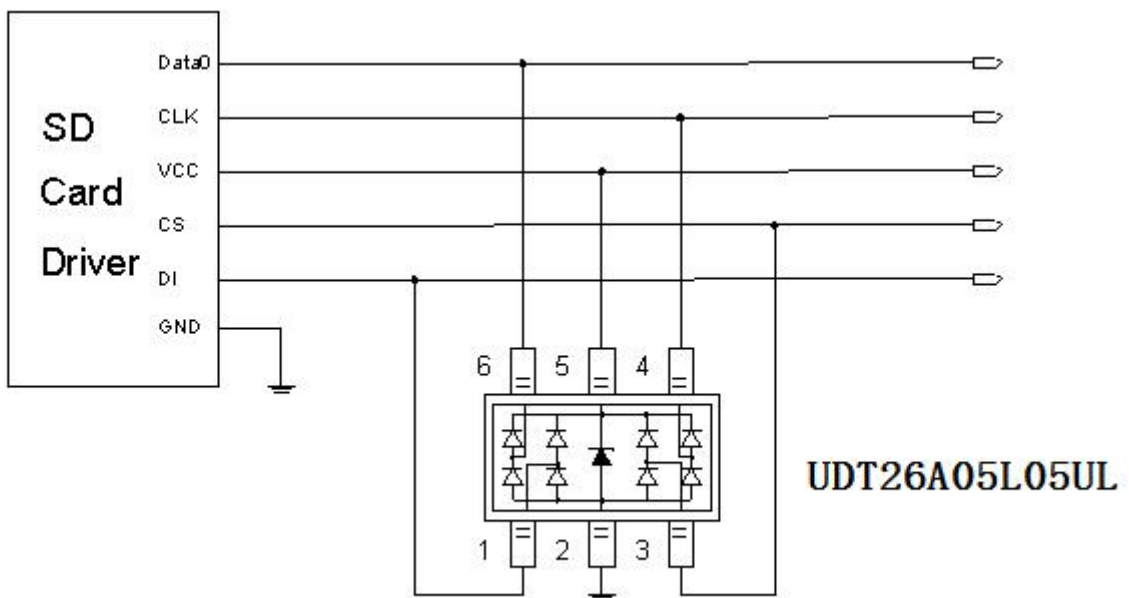 Data0
CLK
VCC
CS
DI
GND
SD
Card
Driver
6 5 4
UDT26A05L05UL
1 2 3